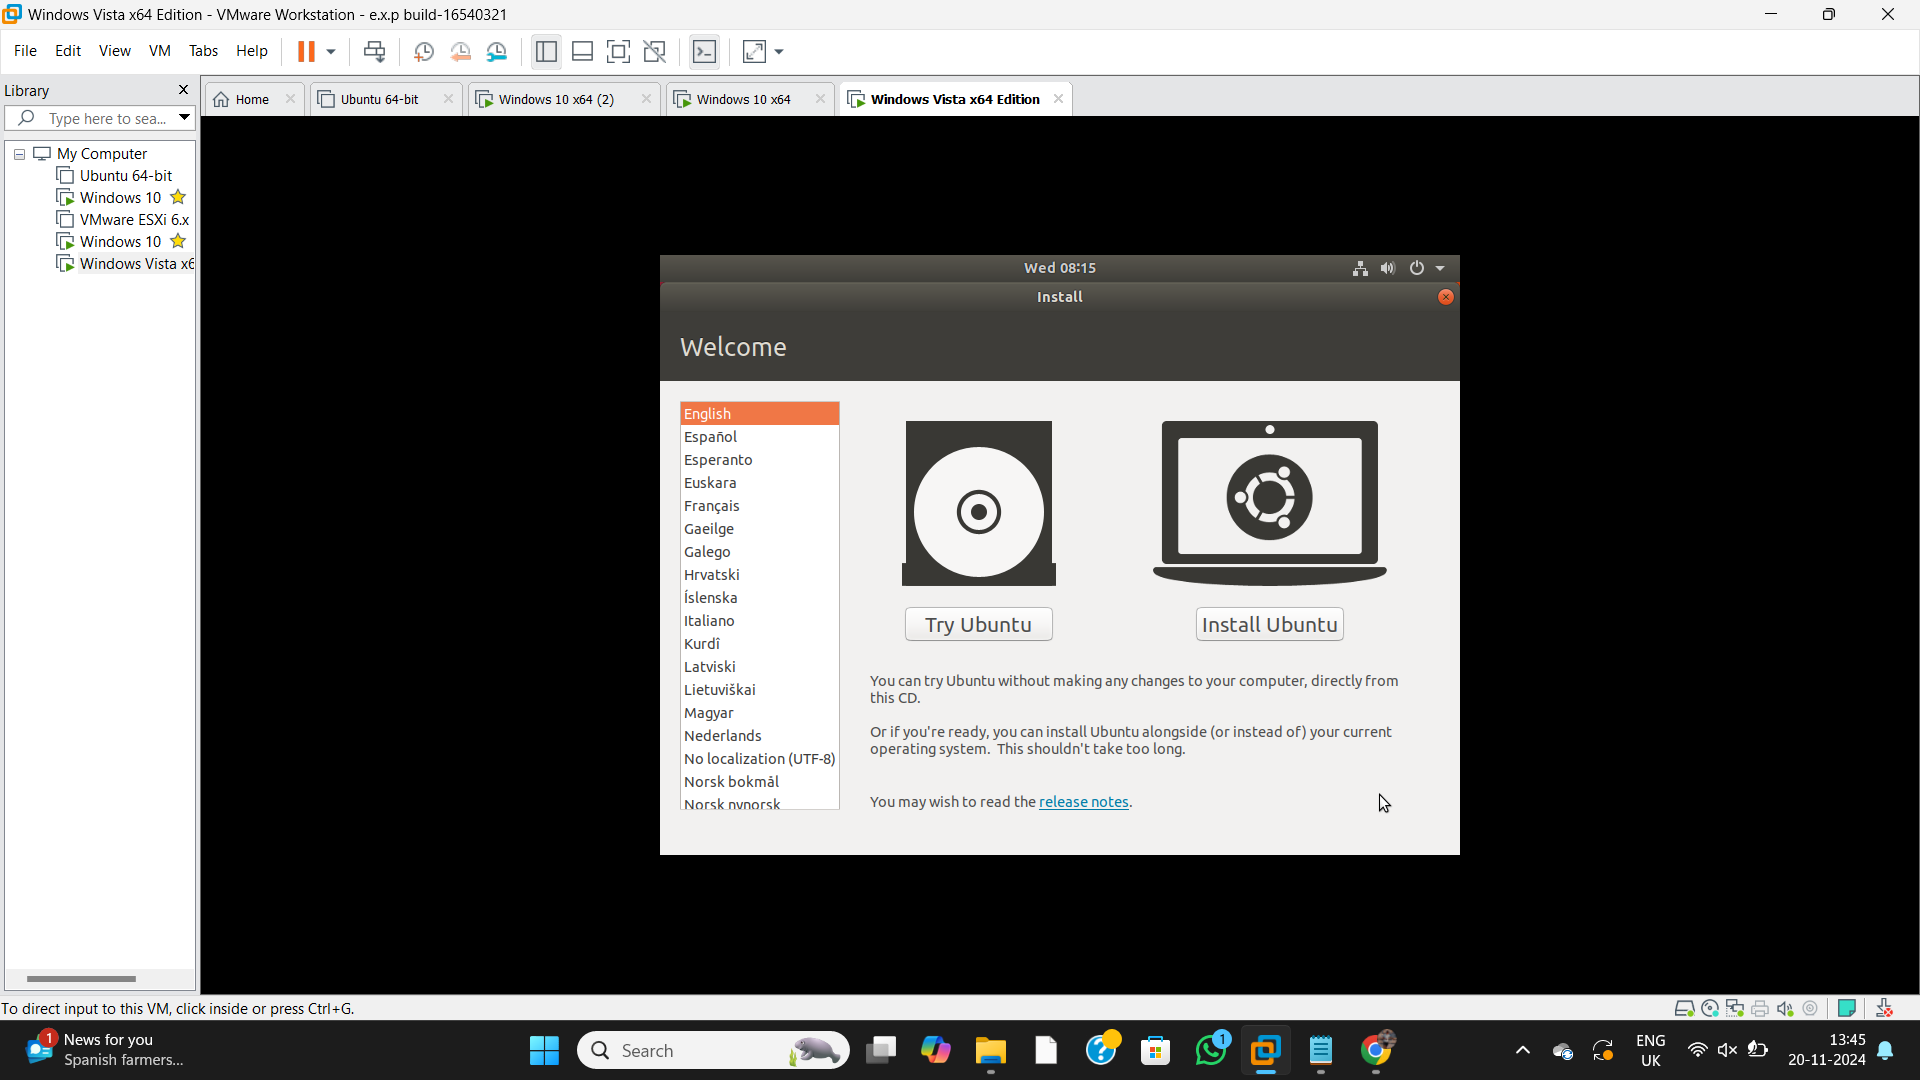 Windows Vista x64 Edition - VMware Workstation - e.x.p build-16540321
File Edit View VM Tabs Help
Library
Type here to sea...
Home
Ubuntu 64-bit
Windows 10 x64 (2)
Windows 10 x64
Windows Vista x64 Edition
My Computer
Ubuntu 64-bit
Windows 10
VMware ESXi 6.x
Windows 10
Windows Vista x6
Wed 08:15
Install
Welcome
English
Español
Esperanto
Euskara
Français
Gaeilge
Galego
Hrvatski
Íslenska
Italiano
Kurdî
Latviski
Lietuviškai
Magyar
Nederlands
No localization (UTF-8)
Norsk bokmål
Norsk nynorsk
Try Ubuntu
Install Ubuntu
You can try Ubuntu without making any changes to your computer, directly from
this CD.
Or if you're ready, you can install Ubuntu alongside (or instead of) your current
operating system. This shouldn't take too long.
You may wish to read the release notes.
To direct input to this VM, click inside or press Ctrl+G.
1
News for you
Spanish farmers...
Search
1
ENG
UK
13:45
20-11-2024